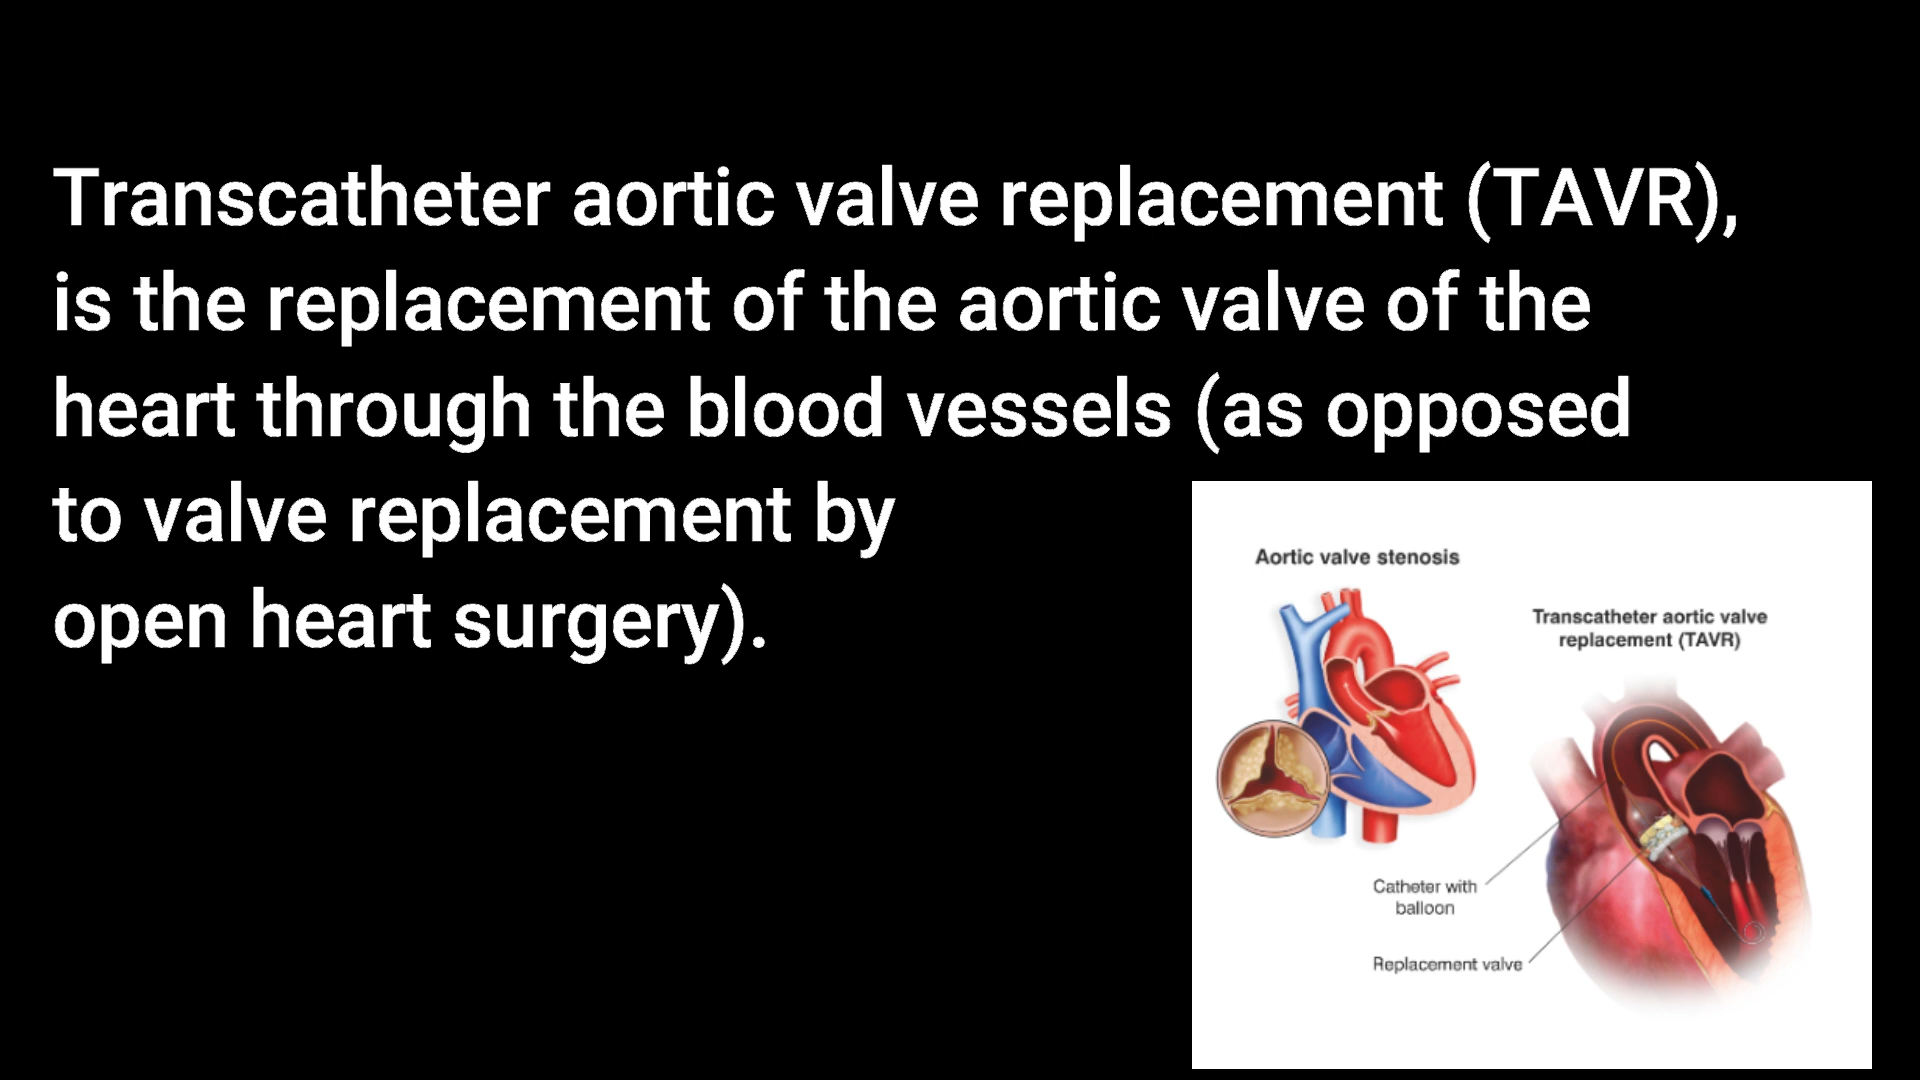 Transcatheter aortic valve replacement (TAVR),
is the replacement of the aortic valve of the
heart through the blood vessels (as opposed
to valve replacement by
open heart surgery).
Aortic valve stenosis
Transcatheter aortic valve
replacement (TAVR)
Catheter with
balloon
Replacement valve